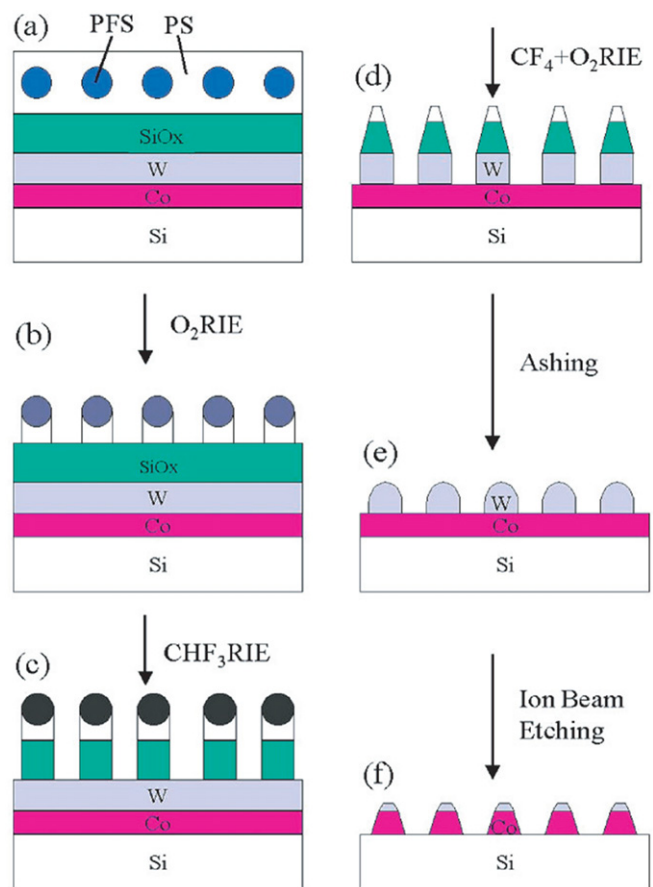 (a)
PFS
PS
SiOx
W
Co
Si
O₂RIE
(b)
SiOx
W
Co
Si
CHF₃RIE
(c)
W
Co
Si
CF₄+O₂RIE
(d)
W
Co
Si
Ashing
(e)
W
Co
Si
Ion Beam
Etching
(f)
Co
Si